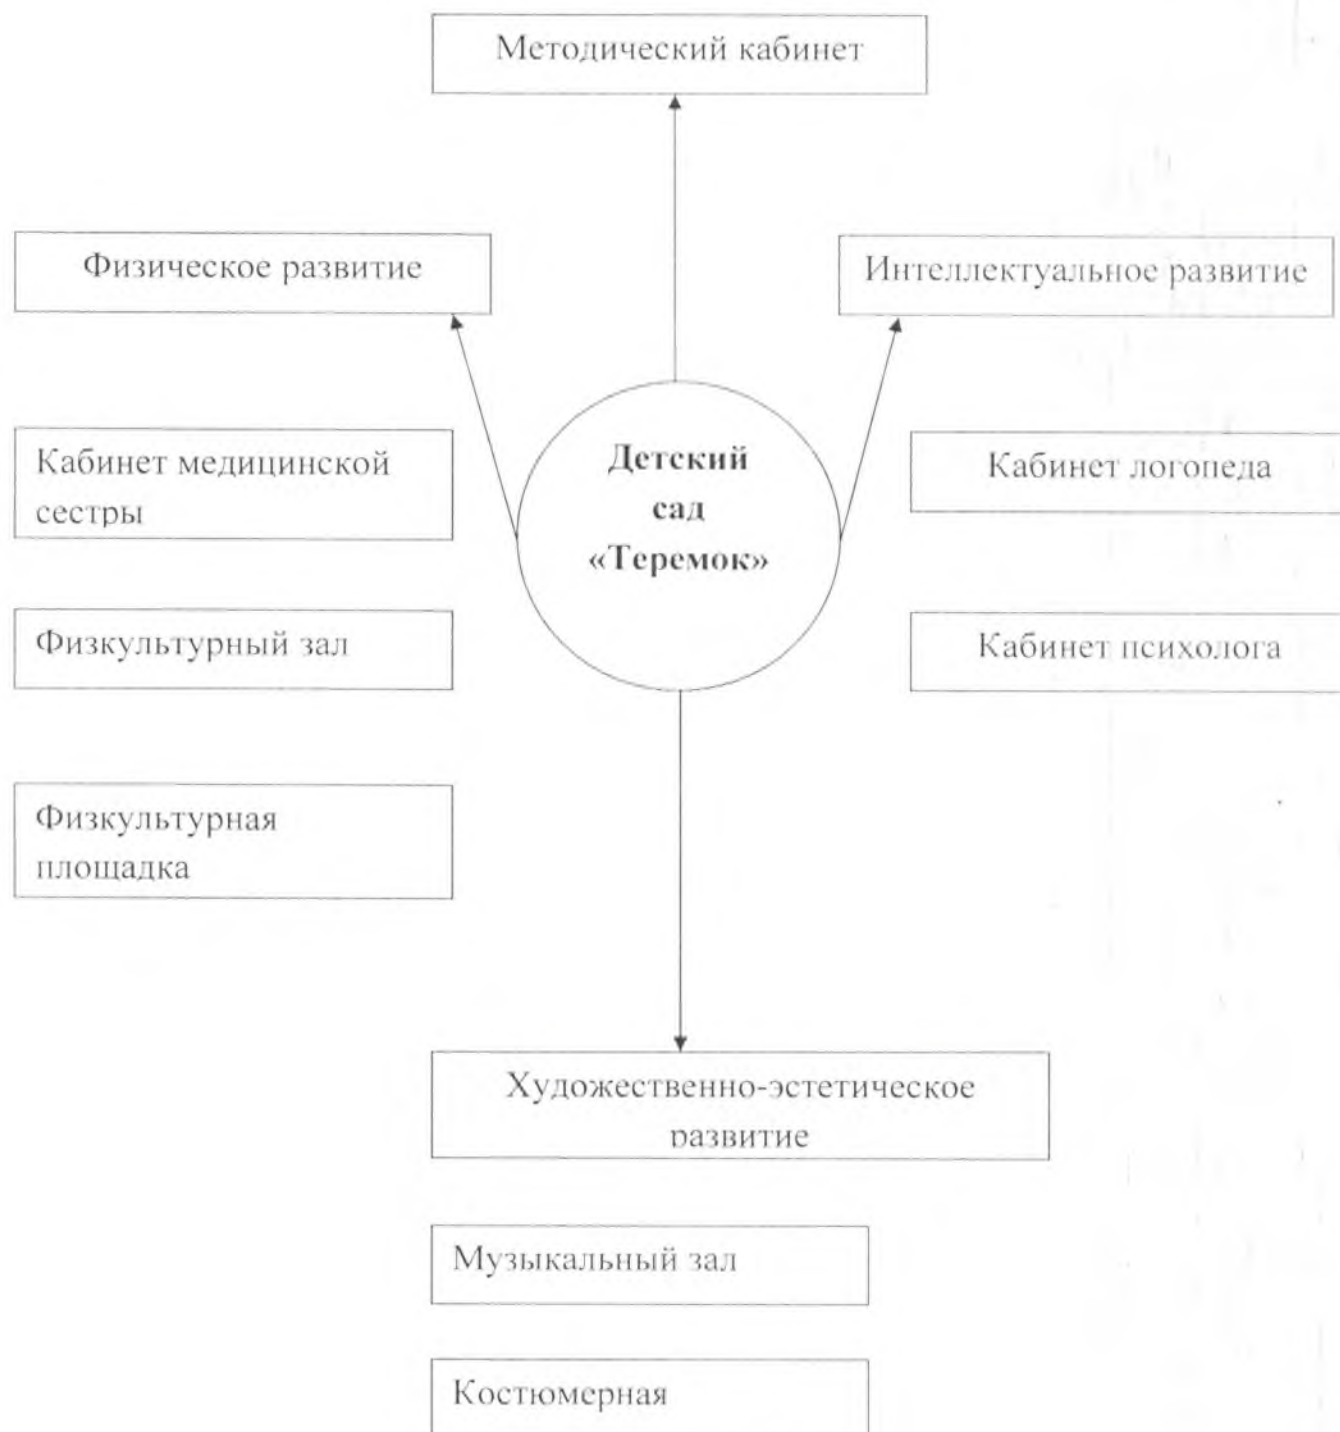 Методический кабинет
Физическое развитие
Интеллектуальное развитие
Детский
сад
«Теремок»
Кабинет медицинской
сестры
Кабинет логопеда
Физкультурный зал
Кабинет психолога
Физкультурная
площадка
Художественно-эстетическое
развитие
Музыкальный зал
Костюмерная